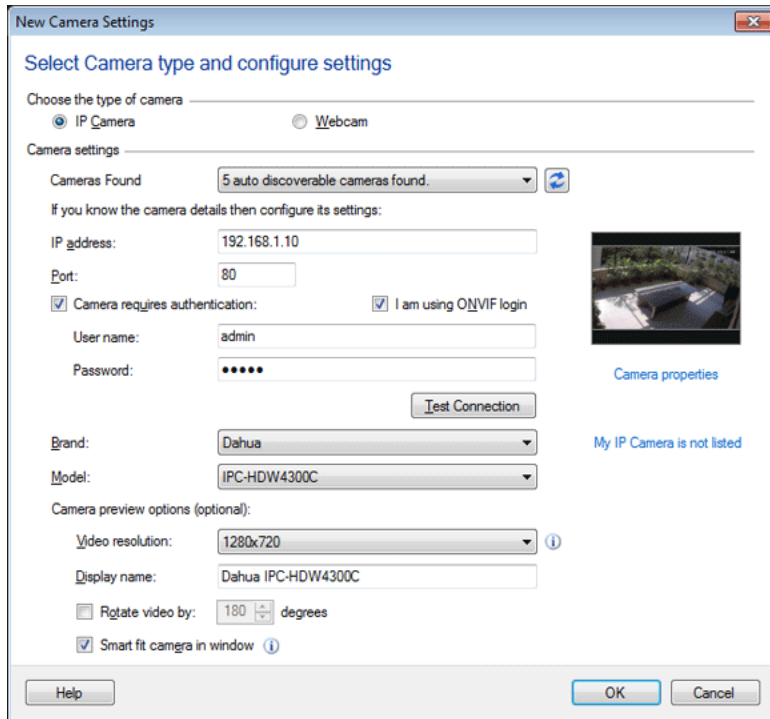 New Camera Settings
Select Camera type and configure settings
Choose the type of camera
IP Camera Webcam
Camera settings
Cameras Found 5 auto discoverable cameras found.
If you know the camera details then configure its settings:
IP address: 192.168.1.10
Port: 80
Camera requires authentication: I am using ONVIF login
User name: admin
Password: •••••
Camera properties
Test Connection
Brand: Dahua My IP Camera is not listed
Model: IPC-HDW4300C
Camera preview options (optional):
Video resolution: 1280x720
Display name: Dahua IPC-HDW4300C
Rotate video by: 180 degrees
Smart fit camera in window
Help OK Cancel